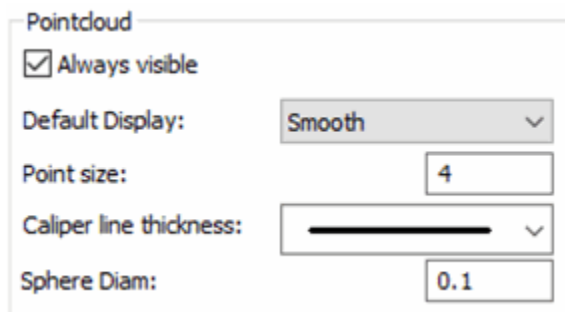 Pointcloud
Always visible
Default Display: Smooth
Point size: 4
Caliper line thickness:
Sphere Diam: 0.1